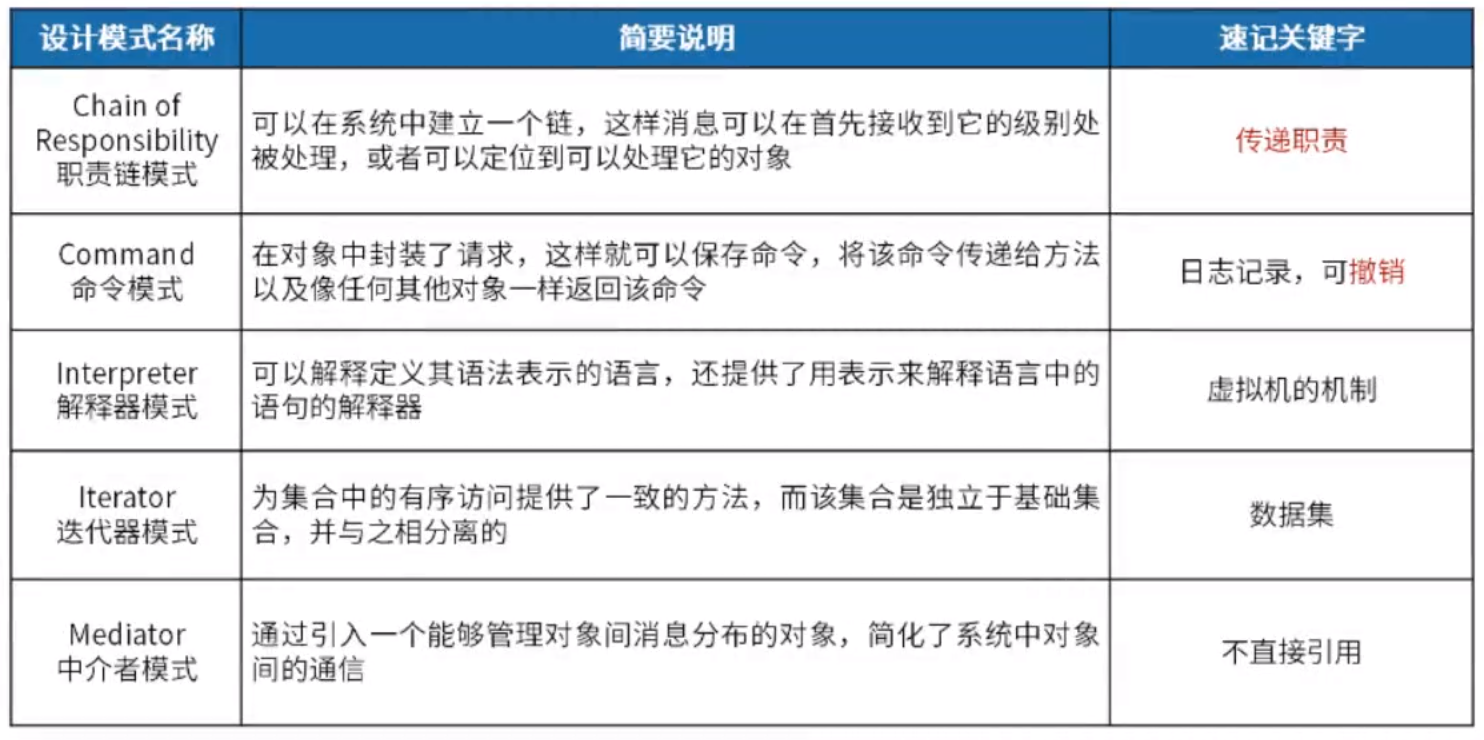 设计模式名称
简要说明
速记关键字
Chain of
Responsibility
职责链模式
可以在系统中建立一个链，这样消息可以在首先接收到它的级别处
被处理，或者可以定位到可以处理它的对象
传递职责
Command
命令模式
在对象中封装了请求，这样就可以保存命令，将该命令传递给方法
以及像任何其他对象一样返回该命令
日志记录，可撤销
Interpreter
解释器模式
可以解释定义其语法表示的语言，还提供了用表示来解释语言中的
语句的解释器
虚拟机的机制
Iterator
迭代器模式
为集合中的有序访问提供了一致的方法，而该集合是独立于基础集
合，并与之相分离的
数据集
Mediator
中介者模式
通过引入一个能够管理对象间消息分布的对象，简化了系统中对象
间的通信
不直接引用